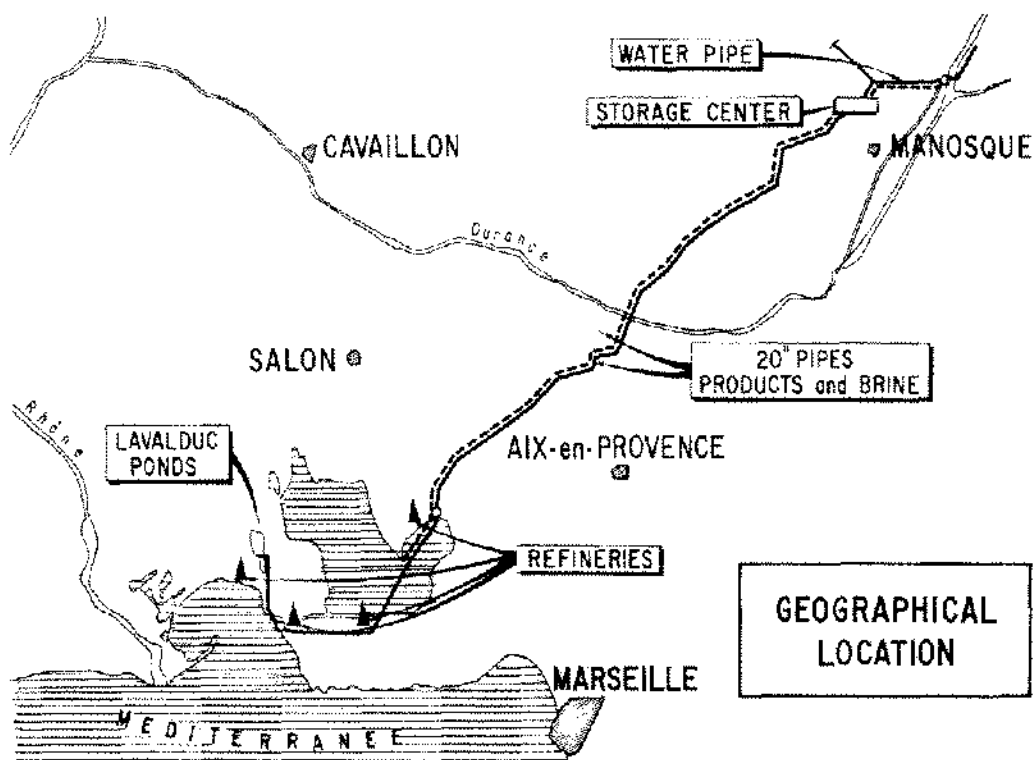 WATER PIPE
STORAGE CENTER
CAVAILLON
MANOSQUE
Durance
SALON
20" PIPES
PRODUCTS and BRINE
Rhône
LAVALDUC
PONDS
AIX-en-PROVENCE
REFINERIES
GEOGRAPHICAL
LOCATION
MARSEILLE
MEDITERRANEE